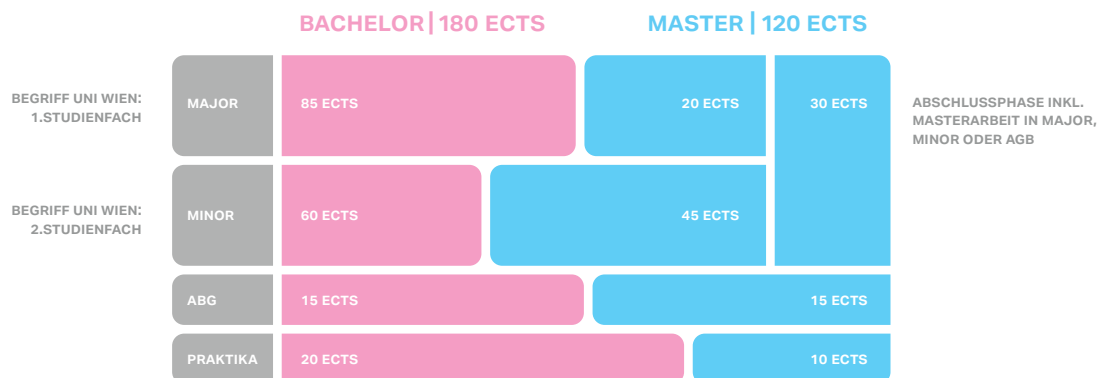 BACHELOR | 180 ECTS
MASTER | 120 ECTS
BEGRIFF UNI WIEN:
1.STUDIENFACH
MAJOR
85 ECTS
20 ECTS
30 ECTS
ABSCHLUSSPHASE INKL.
MASTERARBEIT IN MAJOR,
MINOR ODER AGB
BEGRIFF UNI WIEN:
2.STUDIENFACH
MINOR
60 ECTS
45 ECTS
ABG
15 ECTS
15 ECTS
PRAKTIKA
20 ECTS
10 ECTS